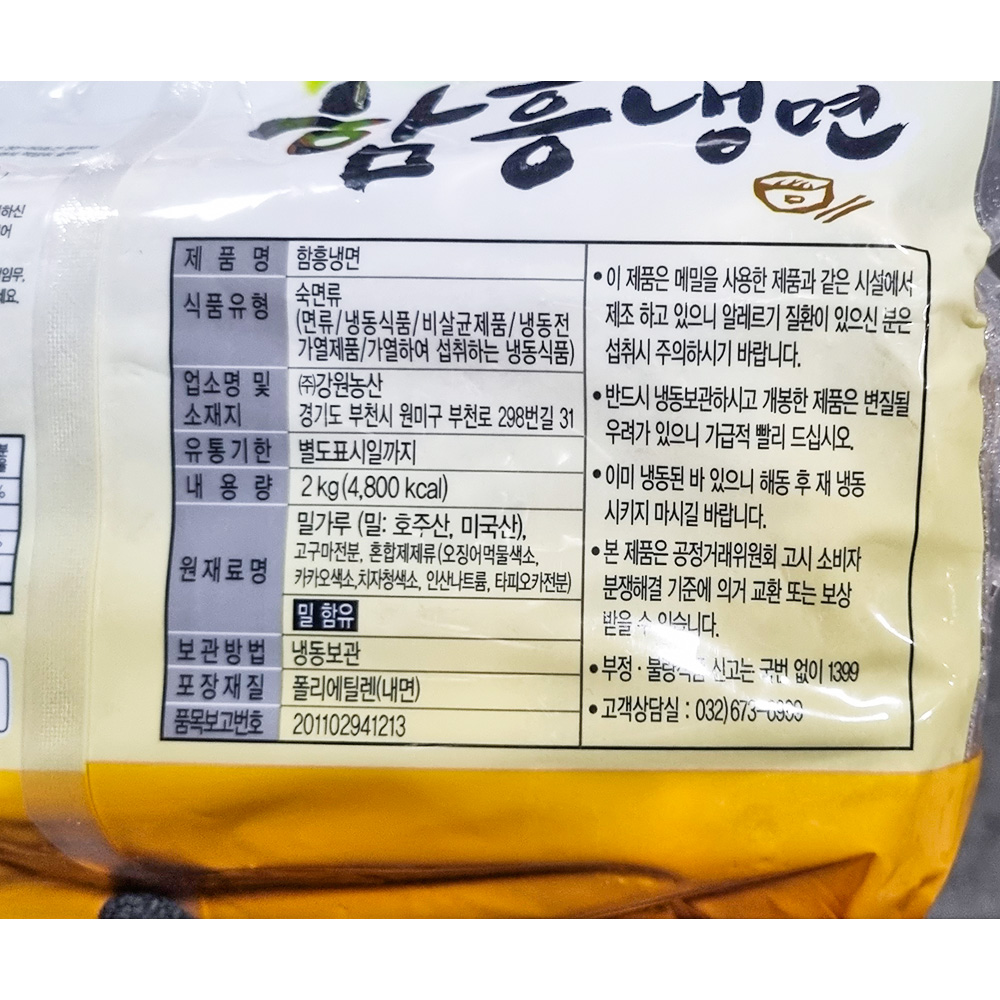 함흥냉면
하신
어
임무,
제 품 명 함흥냉면
식품유형 숙면류
(면류/냉동식품/비살균제품/냉동전
가열제품/가열하여 섭취하는 냉동식품)
업소명 및 ㈜강원농산
소재지 경기도 부천시 원미구 부천로 298번길 31
유통기한 별도표시일까지
내 용 량 2kg(4,800 kcal)
원재료명 밀가루 (밀: 호주산, 미국산),
고구마전분, 혼합제제류(오징어먹물색소,
카카오색소,치자청색소, 인산나트륨, 타피오카전분)
밀 함유
보관방법 냉동보관
포장재질 폴리에틸렌(내면)
품목보고번호 201102941213
• 이 제품은 메밀을 사용한 제품과 같은 시설에서
제조 하고 있으니 알레르기 질환이 있으신 분은
섭취시 주의하시기 바랍니다.
• 반드시 냉동보관하시고 개봉한 제품은 변질될
우려가 있으니 가급적 빨리 드십시오.
• 이미 냉동된 바 있으니 해동 후 재 냉동
시키지 마시길 바랍니다.
• 본 제품은 공정거래위원회 고시 소비자
분쟁해결 기준에 의거 교환 또는 보상
받을 수 있습니다.
• 부정 · 불량식품 신고는 국번 없이 1399
• 고객상담실 : 032)673-